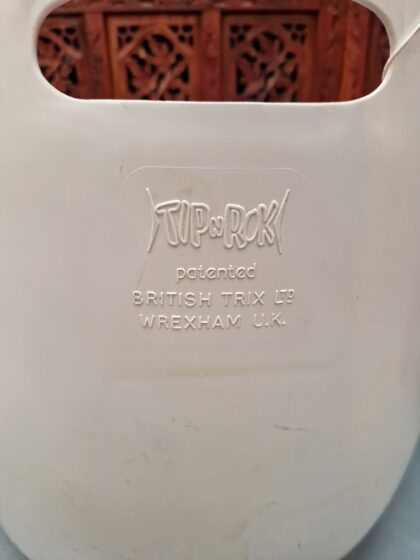 TIP N ROK
patented
BRITISH TRIX LTD
WREXHAM U.K.